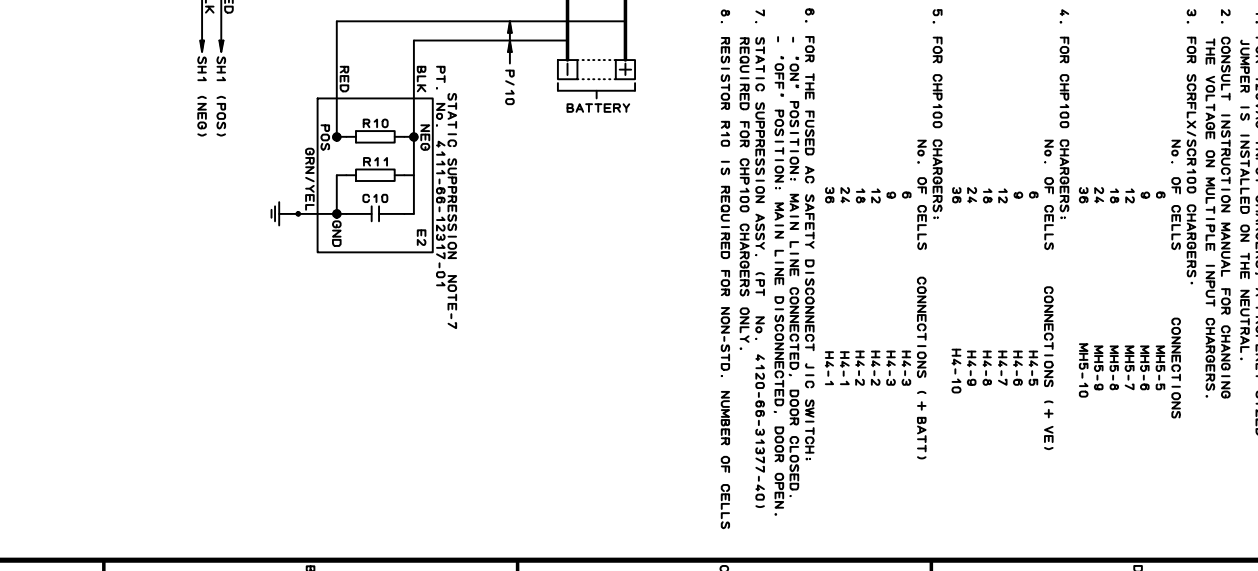 JUMPER IS INSTALLED ON THE NEUTRAL.
2. CONSULT INSTRUCTION MANUAL FOR CHANGING
THE VOLTAGE ON MULTIPLE INPUT CHARGERS.
3. FOR SCRFLX/SCR100 CHARGERS.
No. OF CELLS CONNECTIONS
6 MH5-5
9 MH5-6
12 MH5-7
18 MH5-8
24 MH5-9
36 MH5-10
4. FOR CHP100 CHARGERS:
No. OF CELLS CONNECTIONS (+VE)
6 H4-5
9 H4-6
12 H4-7
18 H4-8
24 H4-9
36 H4-10
5. FOR CHP100 CHARGERS:
No. OF CELLS CONNECTIONS (+BATT)
6 H4-3
9 H4-3
12 H4-2
18 H4-2
24 H4-1
36 H4-1
6. FOR THE FUSED AC SAFETY DISCONNECT JIC SWITCH:
- "ON" POSITION: MAIN LINE CONNECTED, DOOR CLOSED.
- "OFF" POSITION: MAIN LINE DISCONNECTED, DOOR OPEN.
7. STATIC SUPPRESSION ASSY. (PT No. 4120-66-31377-40)
REQUIRED FOR CHP100 CHARGERS ONLY.
8. RESISTOR R10 IS REQUIRED FOR NON-STD. NUMBER OF CELLS
- +
BATTERY
P/10
RED
BLK
STATIC SUPPRESSION NOTE-7
PT. No. 4111-66-12317-01
POS
R10
NEG
R11
C10
GND
E2
GRN/YEL
SH1 (POS)
SH1 (NEG)
B
C
D